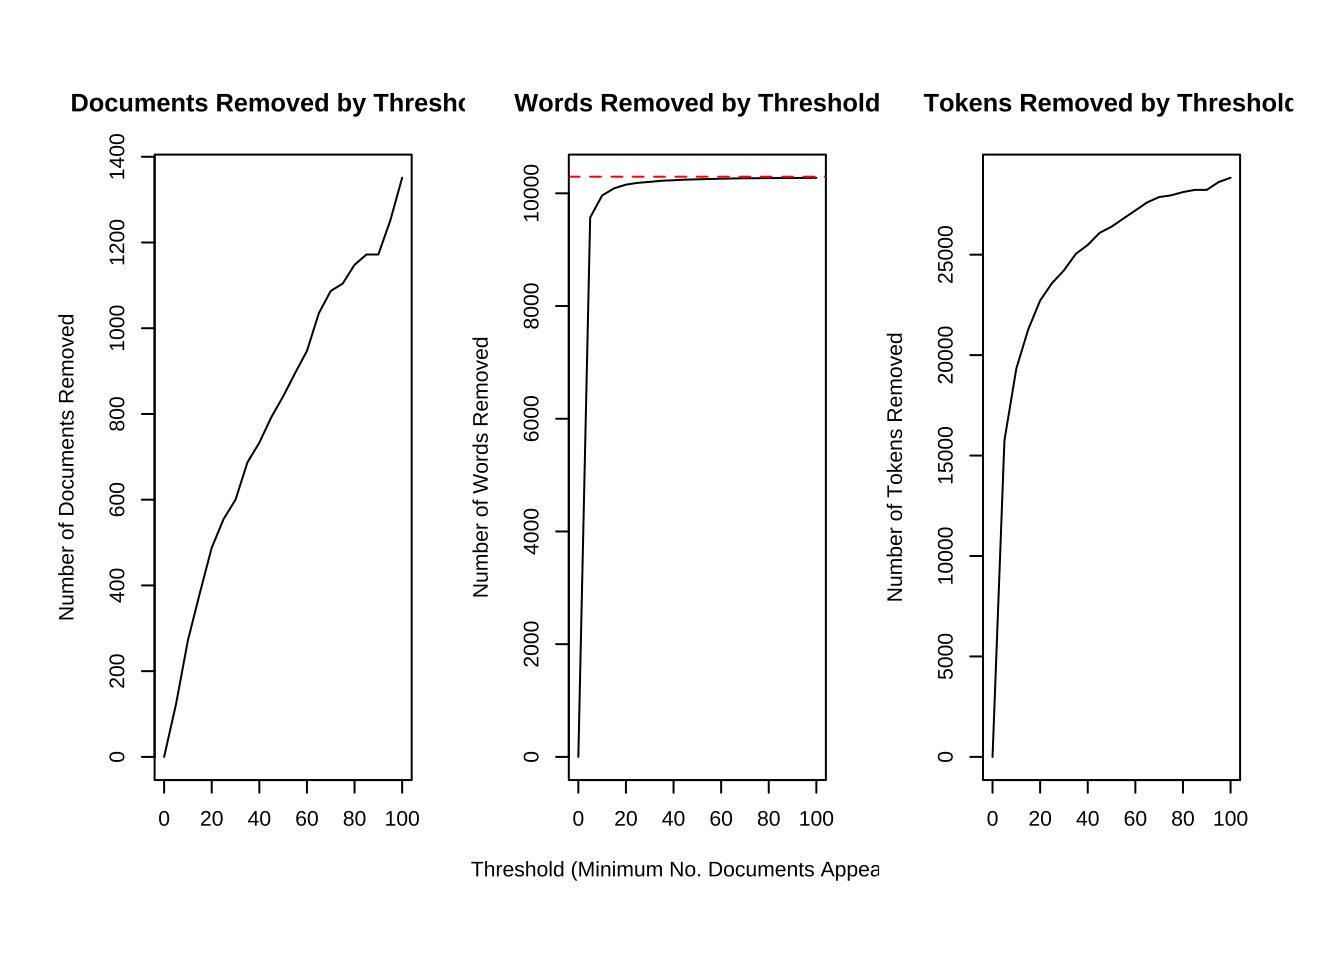 Documents Removed by Thresho
Number of Documents Removed
1400
1200
1000
800
600
400
200
0
0 20 40 60 80 100
Words Removed by Threshold
Number of Words Removed
10000
8000
6000
4000
2000
0
0 20 40 60 80 100
Threshold (Minimum No. Documents Appea
Tokens Removed by Threshold
Number of Tokens Removed
25000
20000
15000
10000
5000
0
0 20 40 60 80 100